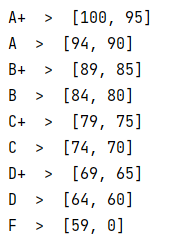 A+  >  [100, 95]
A  >  [94, 90]
B+  >  [89, 85]
B  >  [84, 80]
C+  >  [79, 75]
C  >  [74, 70]
D+  >  [69, 65]
D  >  [64, 60]
F  >  [59, 0]